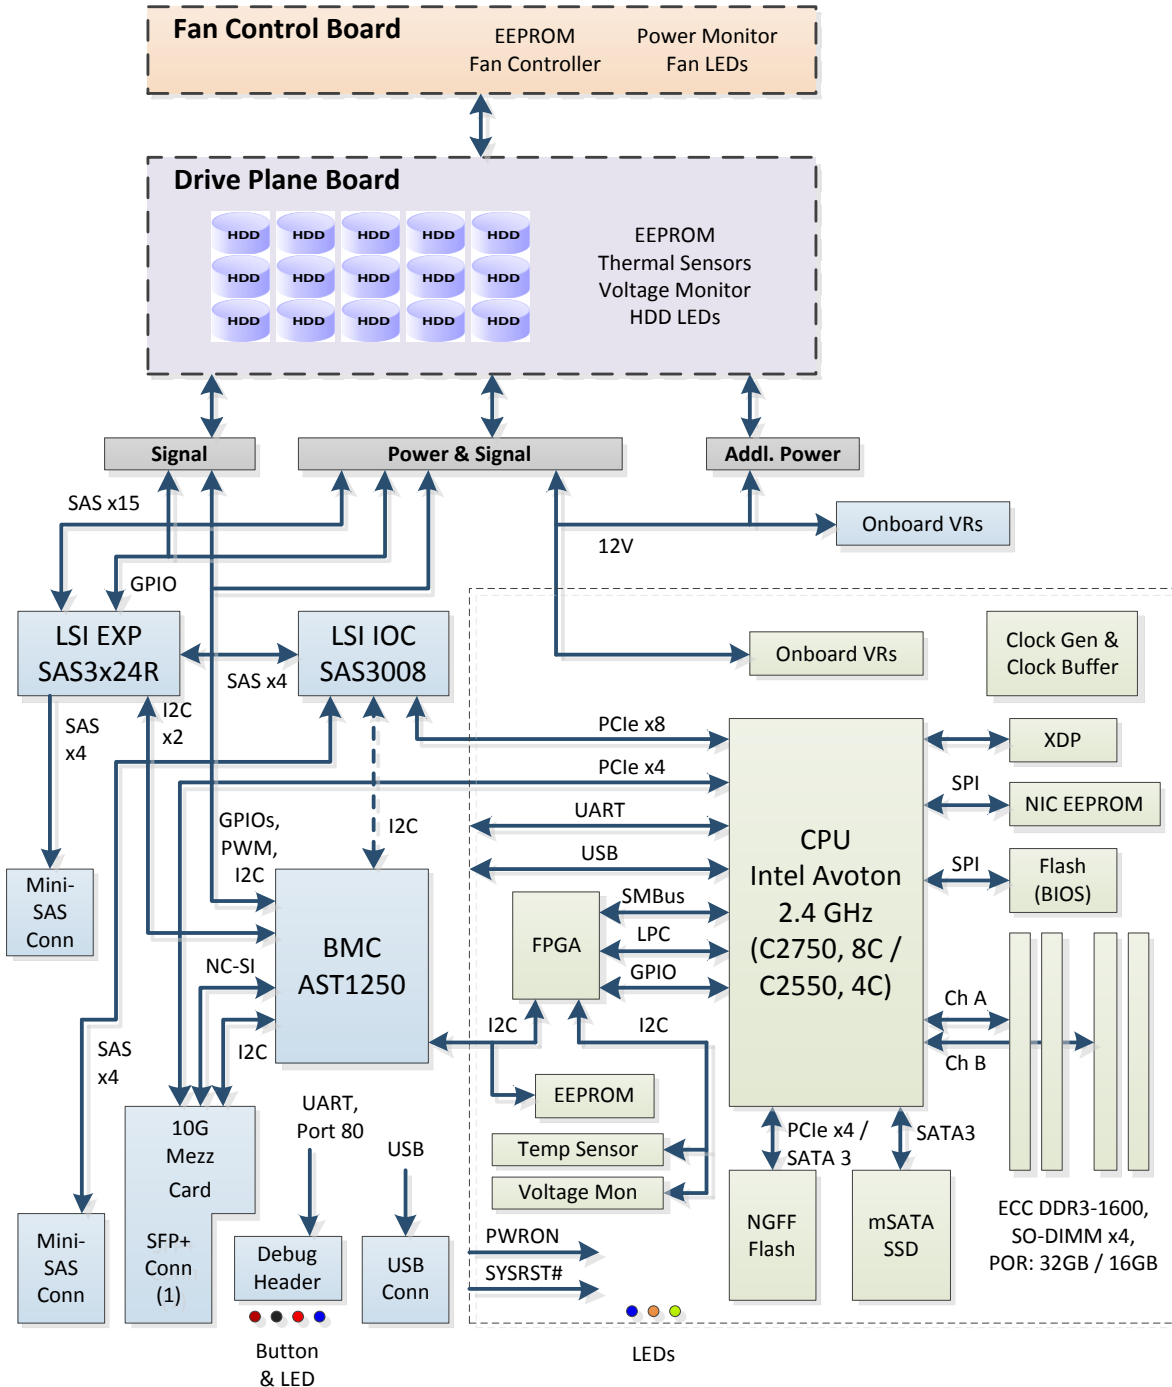 Fan Control Board
EEPROM
Fan Controller
Power Monitor
Fan LEDs
Drive Plane Board
HDD HDD HDD HDD HDD
HDD HDD HDD HDD HDD
HDD HDD HDD HDD HDD
EEPROM
Thermal Sensors
Voltage Monitor
HDD LEDs
Signal
Power & Signal
Addl. Power
SAS x15
Onboard VRs
12V
GPIO
LSI EXP
SAS3x24R
LSI IOC
SAS3008
SAS x4
Onboard VRs
Clock Gen &
Clock Buffer
SAS
x4
I2C
x2
PCIe x8
XDP
PCIe x4
SPI
NIC EEPROM
UART
GPIOs,
PWM,
I2C
I2C
USB
CPU
Intel Avoton
2.4 GHz
(C2750, 8C /
C2550, 4C)
SPI
Flash
(BIOS)
Mini-
SAS
Conn
BMC
AST1250
FPGA
SMBus
LPC
GPIO
NC-SI
I2C
I2C
I2C
Ch A
Ch B
SAS
x4
EEPROM
UART,
Port 80
USB
10G
Mezz
Card
SFP+
Conn
(1)
Temp Sensor
Voltage Mon
PCIe x4 /
SATA 3
SATA3
NGFF
Flash
mSATA
SSD
ECC DDR3-1600,
SO-DIMM x4,
POR: 32GB / 16GB
Mini-
SAS
Conn
Debug
Header
USB
Conn
PWRON
SYSRST#
Button
& LED
LEDs